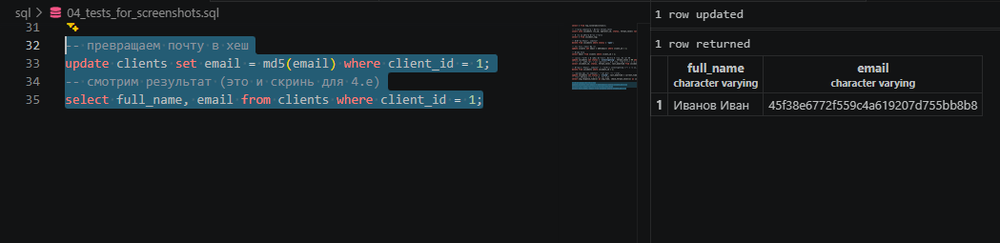 sql > 04_tests_for_screenshots.sql
31
32 -- превращаем почту в хеш
33 update clients set email = md5(email) where client_id = 1;
34 -- смотрим результат (это и скринь для 4.е)
35 select full_name, email from clients where client_id = 1;
1 row updated
1 row returned
full_name email
character varying character varying
1 Иванов Иван 45f38e6772f559c4a619207d755bb8b8